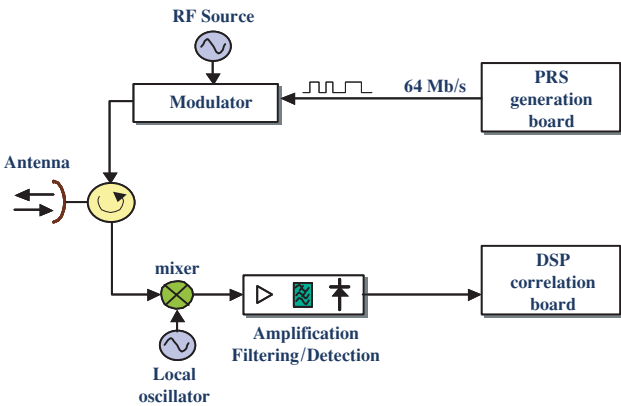 RF Source
Modulator
64 Mb/s
PRS
generation
board
Antenna
mixer
Local
oscillator
Amplification
Filtering/Detection
DSP
correlation
board